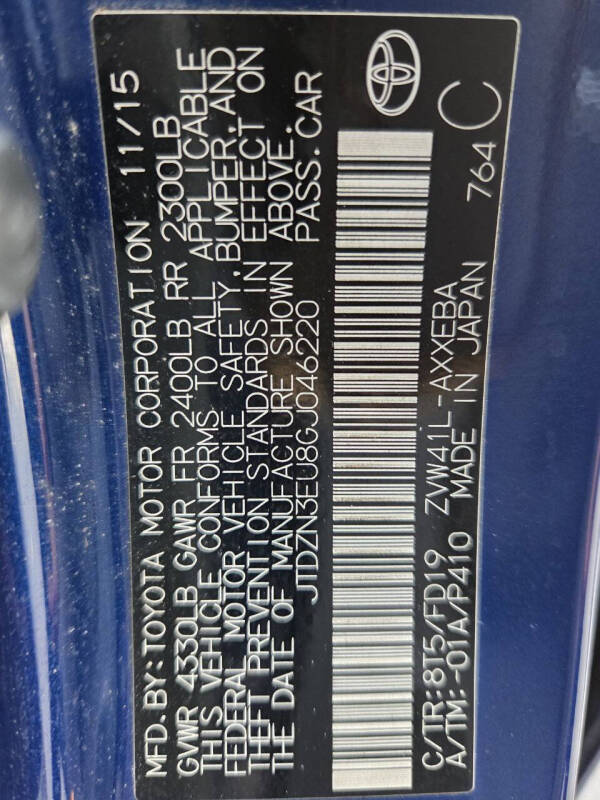 MFD. BY: TOYOTA MOTOR CORPORATION 11/15
GVWR 4330LB GAWR FR 2400LB RR 2300LB
THIS VEHICLE CONFORMS TO ALL APPLICABLE
FEDERAL MOTOR VEHICLE SAFETY, BUMPER, AND
THEFT PREVENTION STANDARDS IN EFFECT ON
THE DATE OF MANUFACTURE SHOWN ABOVE.
JTDZN3EU8GJ046220 PASS. CAR
C/TR: 8T5/FD19 ZVW41L-AXXEBA
A/TM: -01A/P410 MADE IN JAPAN 764
C